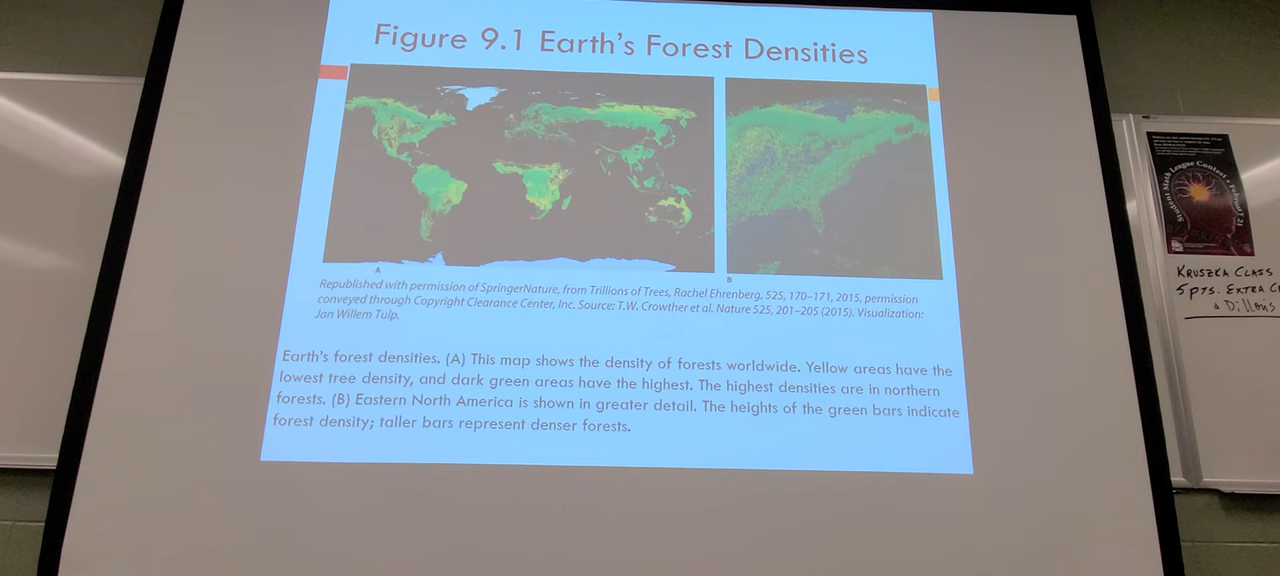 Figure 9.1 Earth's Forest Densities
A
B
Republished with permission of SpringerNature, from Trillions of Trees, Rachel Ehrenberg, 525, 170–171, 2015, permission
conveyed through Copyright Clearance Center, Inc. Source: T.W. Crowther et al. Nature 525, 201–205 (2015). Visualization:
Jan Willem Tulp.
Earth's forest densities. (A) This map shows the density of forests worldwide. Yellow areas have the
lowest tree density, and dark green areas have the highest. The highest densities are in northern
forests. (B) Eastern North America is shown in greater detail. The heights of the green bars indicate
forest density; taller bars represent denser forests.
Student Math League Contest
KRUSZKA CLASS
5 PTS. EXTRA
Dillon's